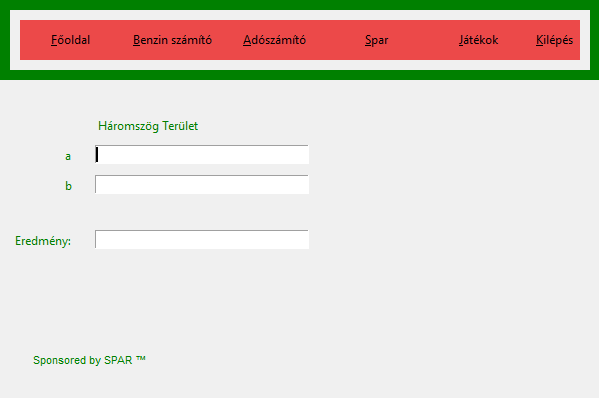 Főoldal Benzin számító Adószámító Spar Játékok Kilépés
Háromszög Terület
a
b
Eredmény:
Sponsored by SPAR ™